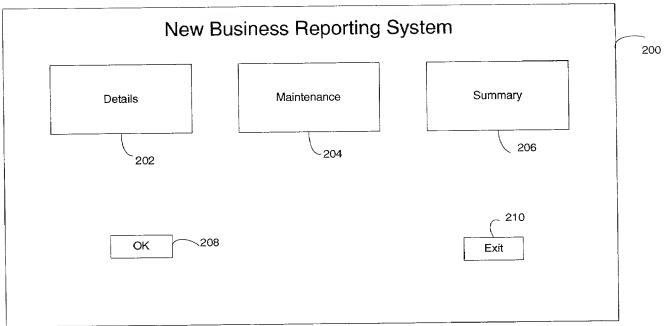 New Business Reporting System
200
Details
Maintenance
Summary
202
204
206
210
OK
208
Exit